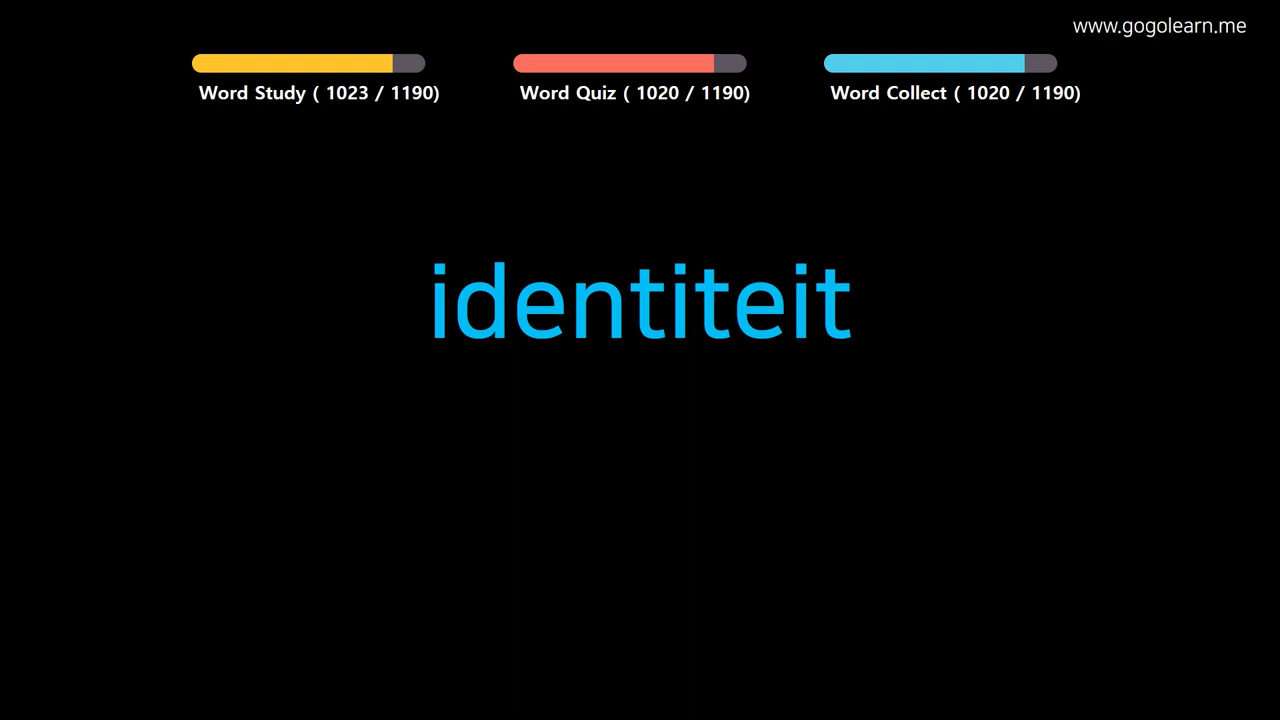 www.gogolearn.me
Word Study ( 1023 / 1190)
Word Quiz ( 1020 / 1190)
Word Collect ( 1020 / 1190)
identiteit